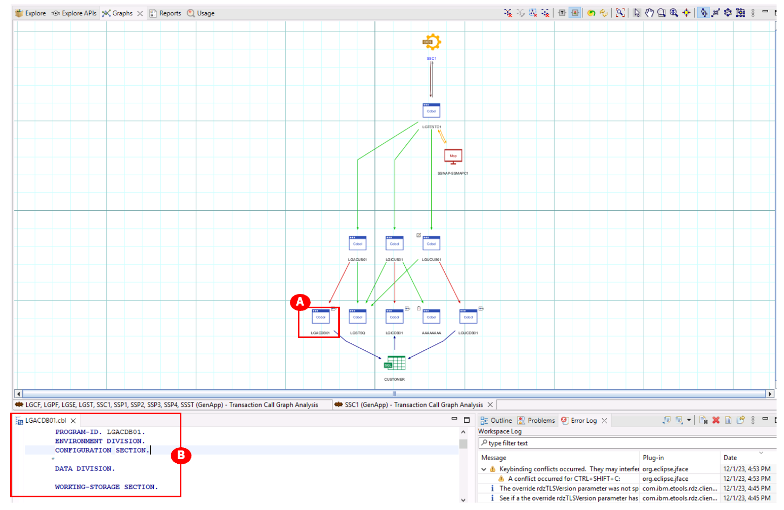 Explore Explore APIs Graphs Reports Usage
SSC1
Cobol
LGTESTC1
Map
Cobol Cobol Cobol
LGACUS01 LGICUS01 LGUCUS01
A
Cobol Cobol Cobol Cobol Cobol
LGACDB01 LGSTSQ LGICDB01 AAAAAAAA LGUCDB01
CUSTOMER
LGCF, LGPF, LGSE, LGST, SSC1, SSP1, SSP2, SSP3, SSP4, SSST (GenApp) - Transaction Call Graph Analysis SSC1 (GenApp) - Transaction Call Graph Analysis
LGACDB01.cbl
PROGRAM-ID. LGACDB01.
ENVIRONMENT DIVISION.
CONFIGURATION SECTION.
DATA DIVISION.
WORKING-STORAGE SECTION.
B
Outline Problems Error Log
Workspace Log
type filter text
Message Plug-in Date
Keybinding conflicts occurred. They may interfer org.eclipse.jface 12/1/23, 4:53 PM
A conflict occurred for CTRL+SHIFT+C: org.eclipse.jface 12/1/23, 4:53 PM
The override rdzTLSVersion parameter was not sp com.ibm.etools.rdz.clien... 12/1/23, 4:45 PM
See if a the override rdzTLSVersion parameter has com.ibm.etools.rdz.clien... 12/1/23, 4:45 PM